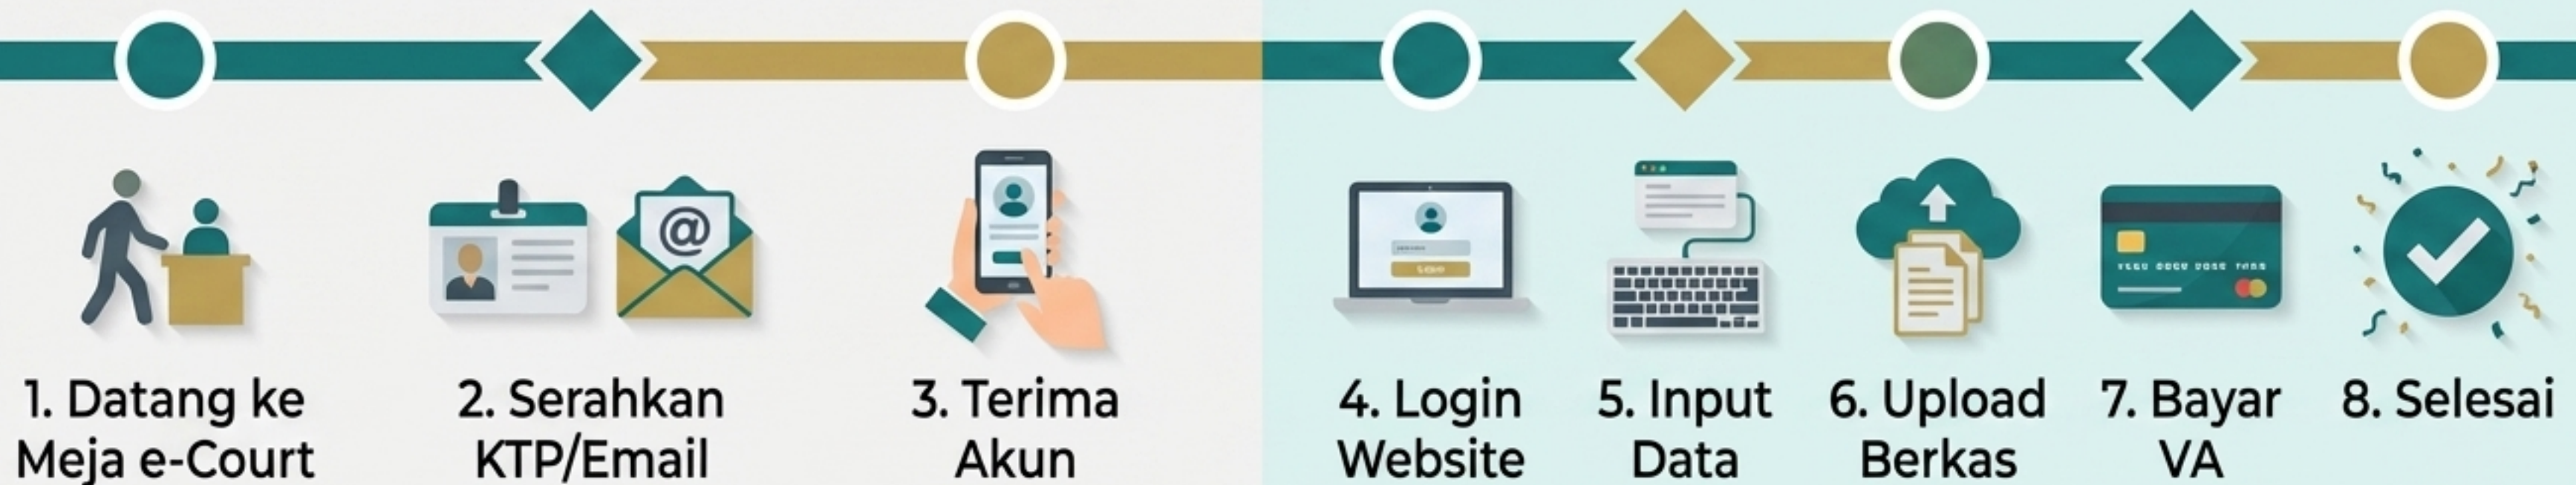 1. Datang ke
Meja e-Court
2. Serahkan
KTP/Email
@
3. Terima
Akun
4. Login
Website
5. Input
Data
6. Upload
Berkas
7. Bayar
VA
8. Selesai